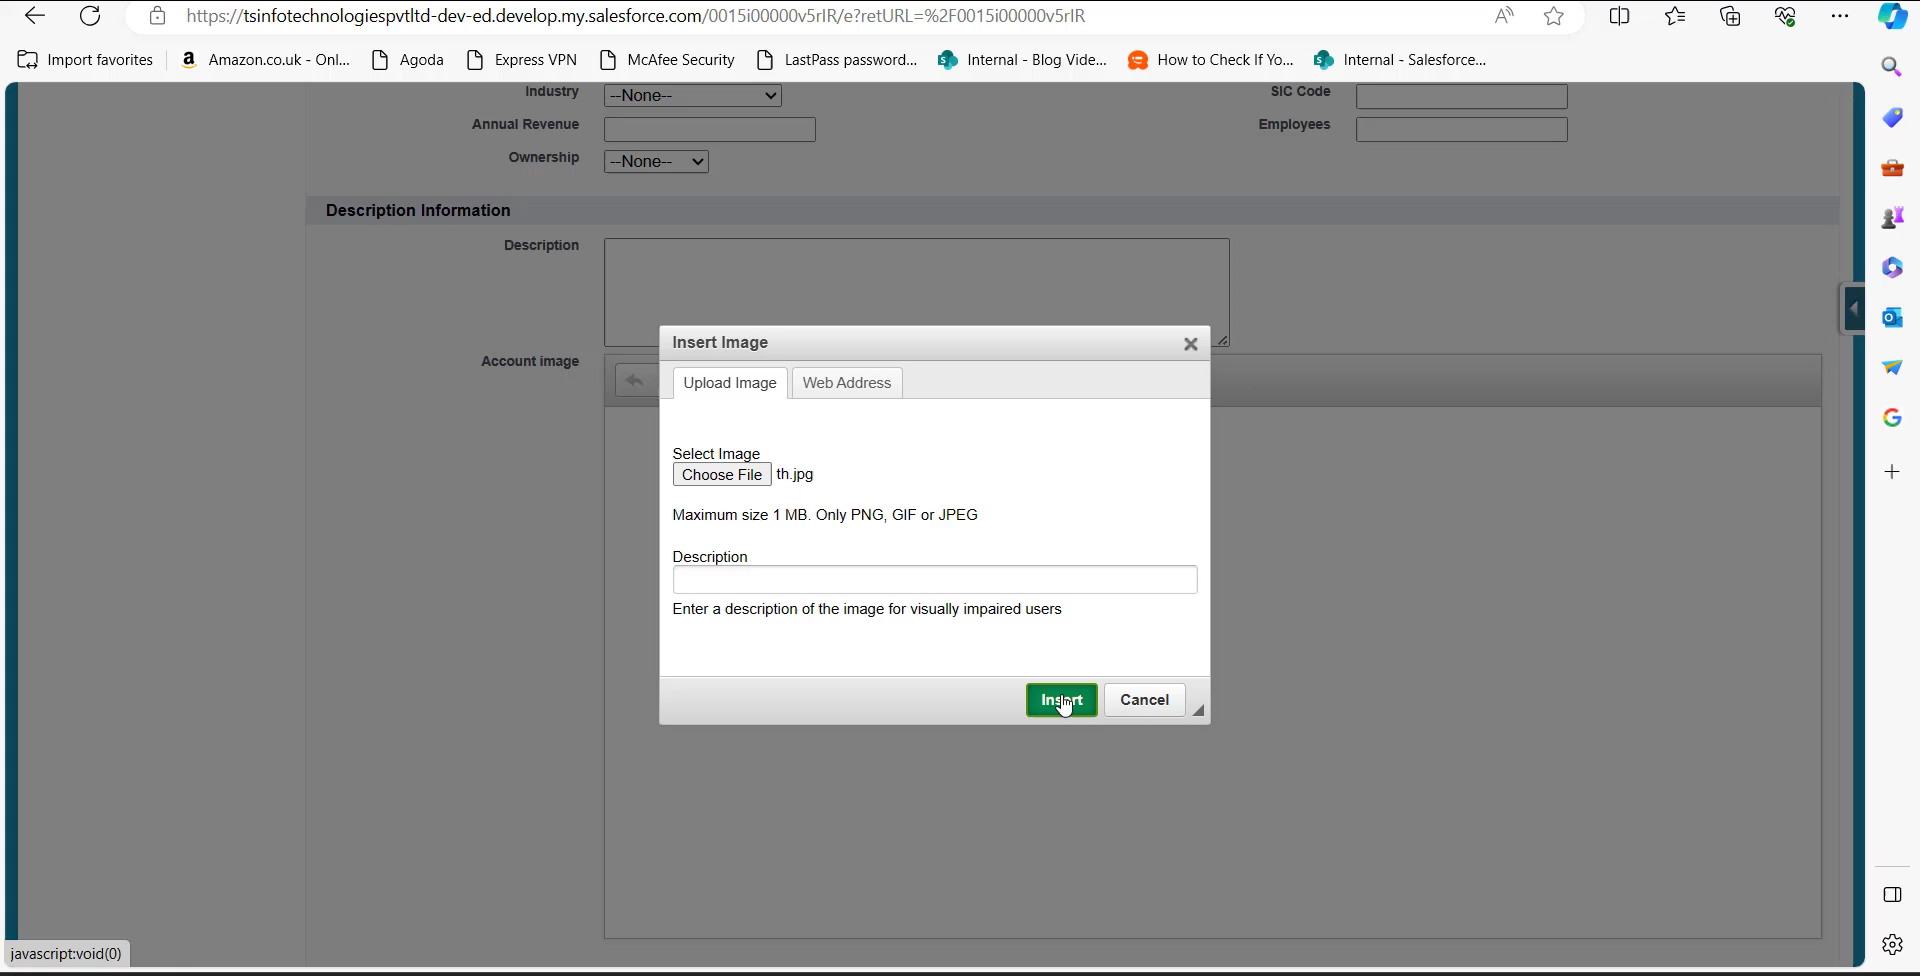 https://tsinfotechnologiespvtltd-dev-ed.develop.my.salesforce.com/0015i00000v5rIR/e?retURL=%2F0015i00000v5rIR
Import favorites
Amazon.co.uk - Onl...
Agoda
Express VPN
McAfee Security
LastPass password...
Internal - Blog Vide...
How to Check If Yo...
Internal - Salesforce...
Industry --None-- SIC Code
Annual Revenue Employees
Ownership --None--
Description Information
Description
Account image
Insert Image
Upload Image Web Address
Select Image
Choose File th.jpg
Maximum size 1 MB. Only PNG, GIF or JPEG
Description
Enter a description of the image for visually impaired users
Insert Cancel
javascript:void(0)